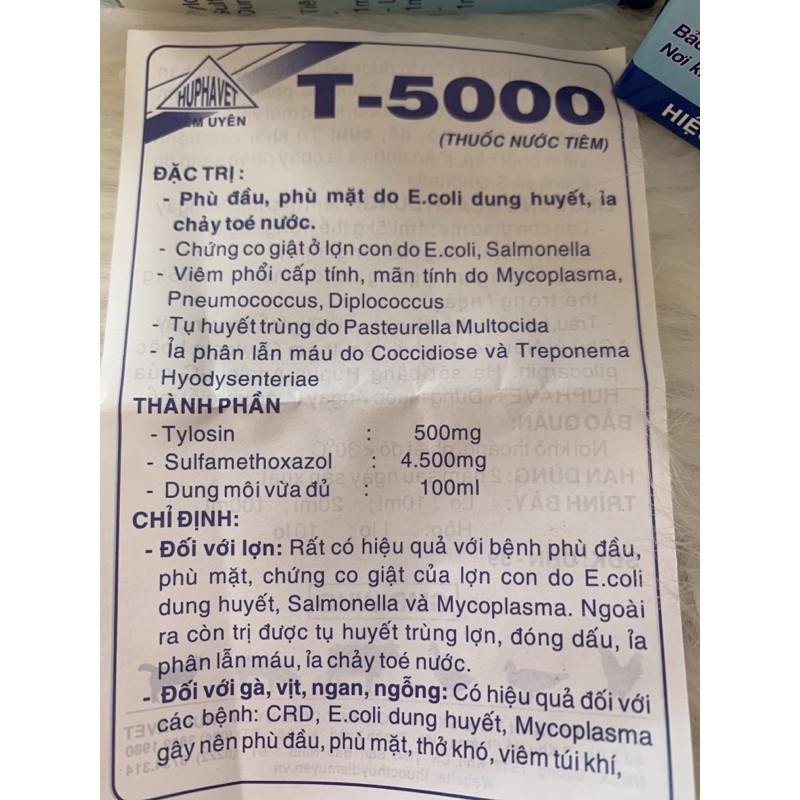 HUPHAVET
T-5000
(THUỐC NƯỚC TIÊM)
ĐẶC TRỊ:
- Phù đầu, phù mặt do E.coli dung huyết, ỉa
chảy toé nước.
- Chứng co giật ở lợn con do E.coli, Salmonella
- Viêm phổi cấp tính, mãn tính do Mycoplasma,
Pneumococcus, Diplococcus
- Tụ huyết trùng do Pasteurella Multocida
- Ỉa phân lẫn máu do Coccidiose và Treponema
Hyodysenteriae
THÀNH PHẦN
- Tylosin : 500mg
- Sulfamethoxazol : 4.500mg
- Dung môi vừa đủ : 100ml
CHỈ ĐỊNH:
- Đối với lợn: Rất có hiệu quả với bệnh phù đầu,
phù mặt, chứng co giật của lợn con do E.coli
dung huyết, Salmonella và Mycoplasma. Ngoài
ra còn trị được tụ huyết trùng lợn, đóng dấu, ỉa
phân lẫn máu, ỉa chảy toé nước.
- Đối với gà, vịt, ngan, ngỗng: Có hiệu quả đối với
các bệnh: CRD, E.coli dung huyết, Mycoplasma
gây nên phù đầu, phù mặt, thở khó, viêm túi khí,
Nơi